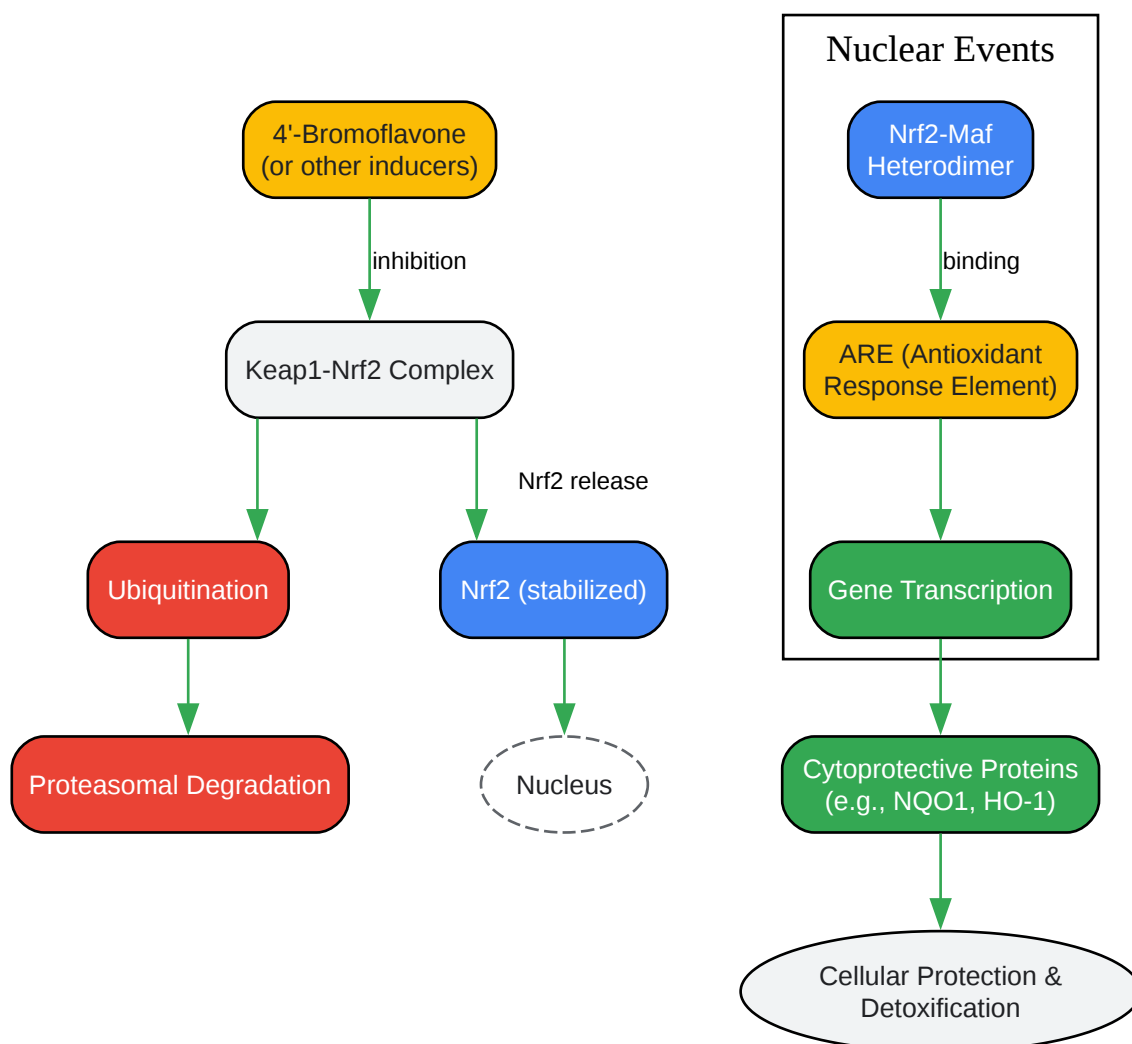 4'-Bromoflavone
(or other inducers)
inhibition
Keap1-Nrf2 Complex
Nrf2 release
Ubiquitination
Nrf2 (stabilized)
Proteasomal Degradation
Nucleus
Nuclear Events
Nrf2-Maf
Heterodimer
binding
ARE (Antioxidant
Response Element)
Gene Transcription
Cytoprotective Proteins
(e.g., NQO1, HO-1)
Cellular Protection &
Detoxification